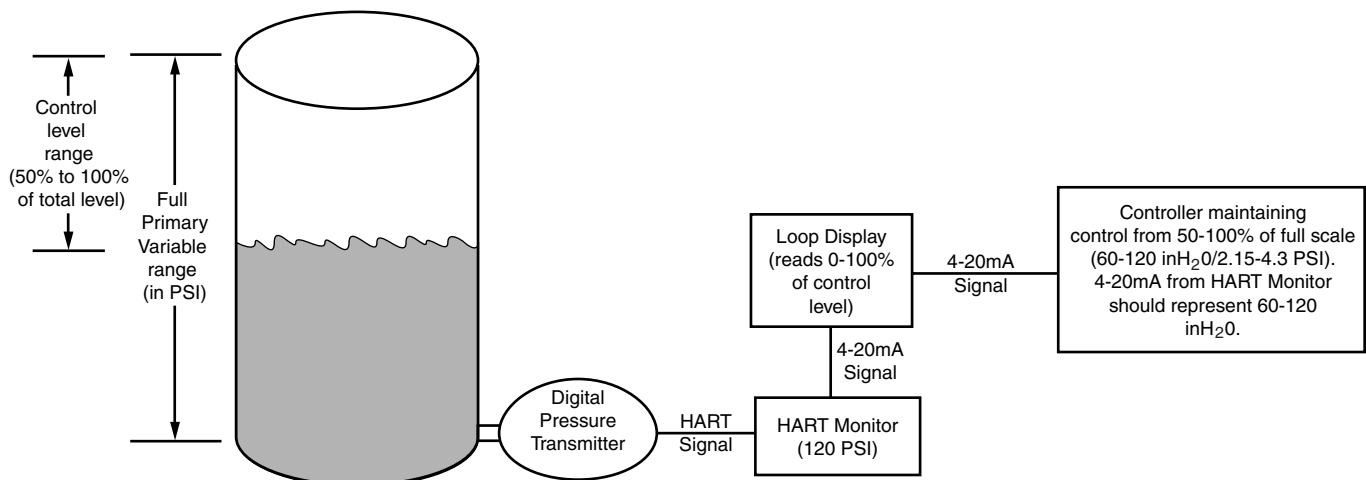 Control
level
range
(50% to 100%
of total level)
Full
Primary
Variable
range
(in PSI)
Digital
Pressure
Transmitter
HART
Signal
HART Monitor
(120 PSI)
4-20mA
Signal
Loop Display
(reads 0-100%
of control
level)
4-20mA
Signal
Controller maintaining
control from 50-100% of full scale
(60-120 inH₂0/2.15-4.3 PSI).
4-20mA from HART Monitor
should represent 60-120
inH₂0.